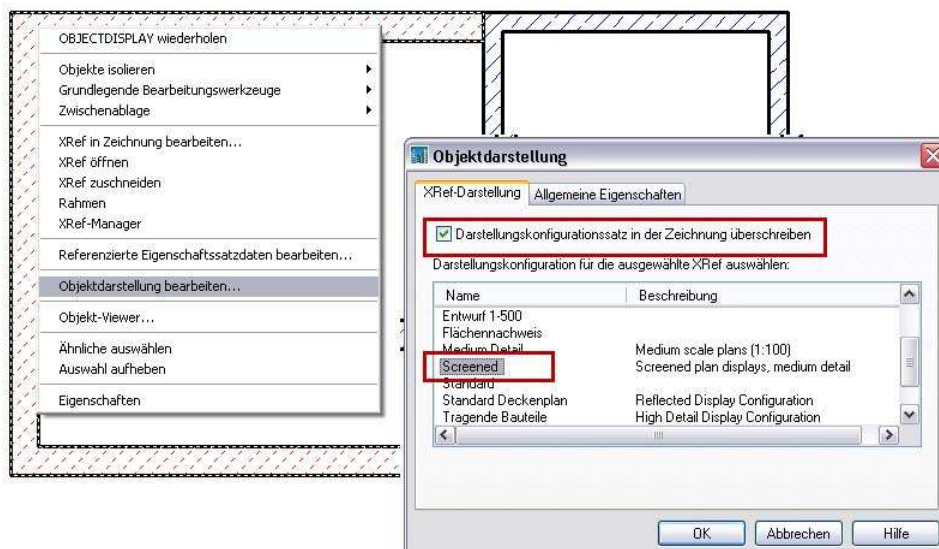 OBJECTDISPLAY wiederholen
Objekte isolieren
Grundlegende Bearbeitungswerkzeuge
Zwischenablage
XRef in Zeichnung bearbeiten...
XRef öffnen
XRef zuschneiden
Rahmen
XRef-Manager
Referenzierte Eigenschaftssatzdaten bearbeiten...
Objektdarstellung bearbeiten...
Objekt-Viewer...
Ähnliche auswählen
Auswahl aufheben
Eigenschaften
Objektdarstellung
XRef-Darstellung Allgemeine Eigenschaften
Darstellungskonfigurationssatz in der Zeichnung überschreiben
Darstellungskonfiguration für die ausgewählte XRef auswählen:
Name Beschreibung
Entwurf 1-500
Flächennachweis
Medium Detail Medium scale plans (1:100)
Screened Screened plan displays, medium detail
Standard
Standard Deckenplan Reflected Display Configuration
Tragende Bauteile High Detail Display Configuration
OK Abbrechen Hilfe